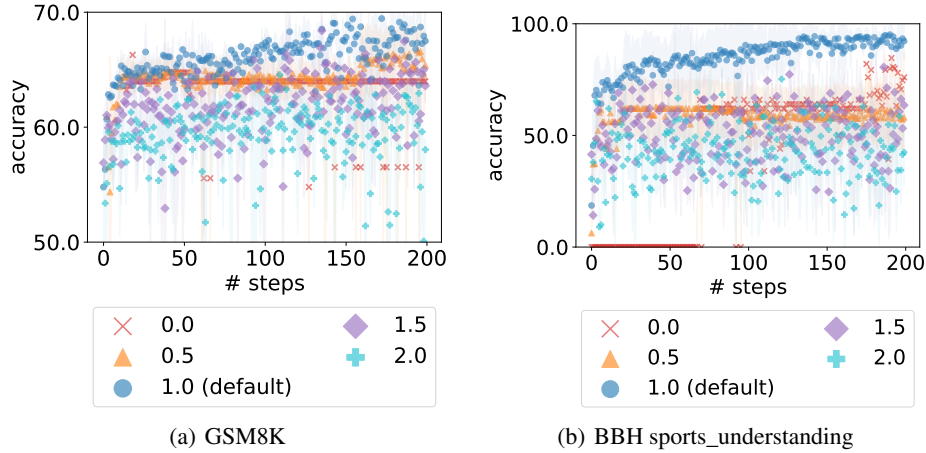 70.0
60.0
50.0
accuracy
0 50 100 150 200
# steps
0.0 1.5
0.5 2.0
1.0 (default)
(a) GSM8K
100.0
50.0
0.0
accuracy
0 50 100 150 200
# steps
0.0 1.5
0.5 2.0
1.0 (default)
(b) BBH sports_understanding